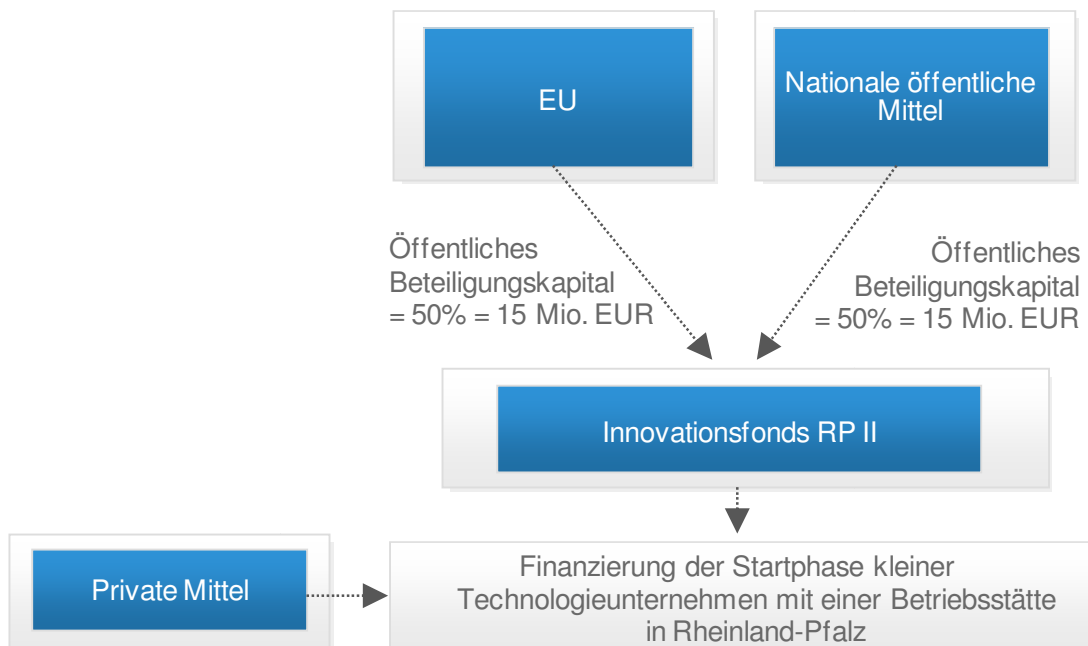 EU
Nationale öffentliche
Mittel
Öffentliches
Beteiligungskapital
= 50% = 15 Mio. EUR
Öffentliches
Beteiligungskapital
= 50% = 15 Mio. EUR
Innovationsfonds RP II
Private Mittel
Finanzierung der Startphase kleiner
Technologieunternehmen mit einer Betriebsstätte
in Rheinland-Pfalz